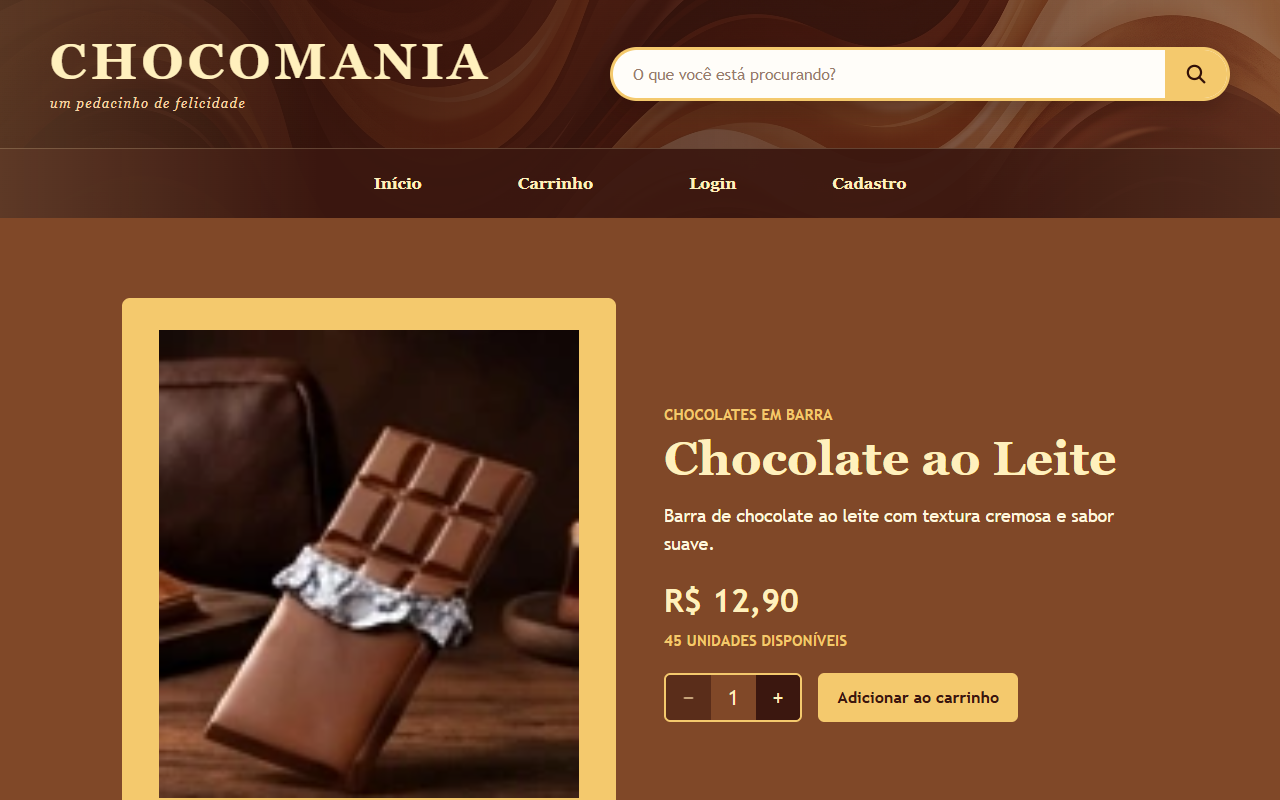 CHOCOMANIA
um pedacinho de felicidade
O que você está procurando?
Início
Carrinho
Login
Cadastro
CHOCOLATES EM BARRA
Chocolate ao Leite
Barra de chocolate ao leite com textura cremosa e sabor
suave.
R$ 12,90
45 UNIDADES DISPONÍVEIS
− 1 +
Adicionar ao carrinho